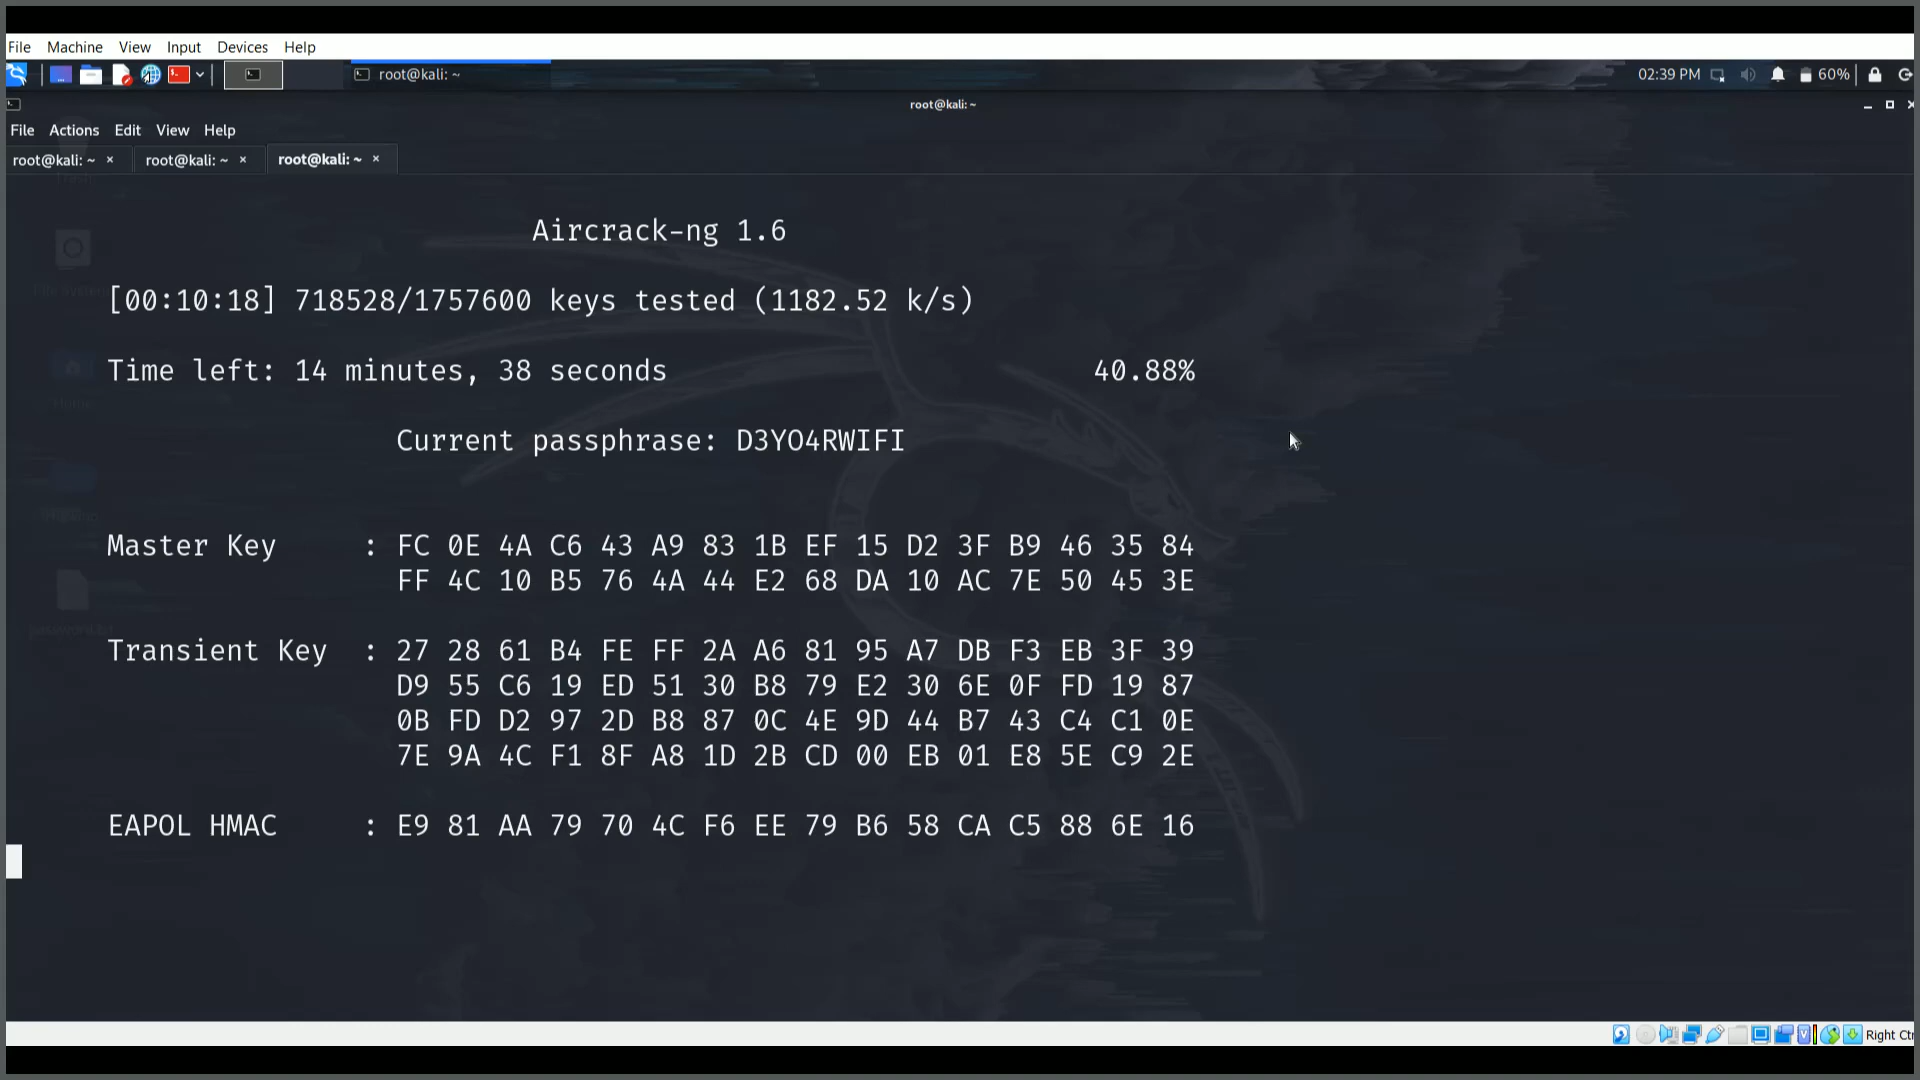 File Machine View Input Devices Help
root@kali: ~
02:39 PM
60%
root@kali: ~
File Actions Edit View Help
root@kali: ~ × root@kali: ~ × root@kali: ~ ×
Trash
File System
Home
Aircrack-ng 1.6
[00:10:18] 718528/1757600 keys tested (1182.52 k/s)
Time left: 14 minutes, 38 seconds 40.88%
Current passphrase: D3YO4RWIFI
Master Key : FC 0E 4A C6 43 A9 83 1B EF 15 D2 3F B9 46 35 84
FF 4C 10 B5 76 4A 44 E2 68 DA 10 AC 7E 50 45 3E
Transient Key : 27 28 61 B4 FE FF 2A A6 81 95 A7 DB F3 EB 3F 39
D9 55 C6 19 ED 51 30 B8 79 E2 30 6E 0F FD 19 87
0B FD D2 97 2D B8 87 0C 4E 9D 44 B7 43 C4 C1 0E
7E 9A 4C F1 8F A8 1D 2B CD 00 EB 01 E8 5E C9 2E
EAPOL HMAC : E9 81 AA 79 70 4C F6 EE 79 B6 58 CA C5 88 6E 16
Right Ctr